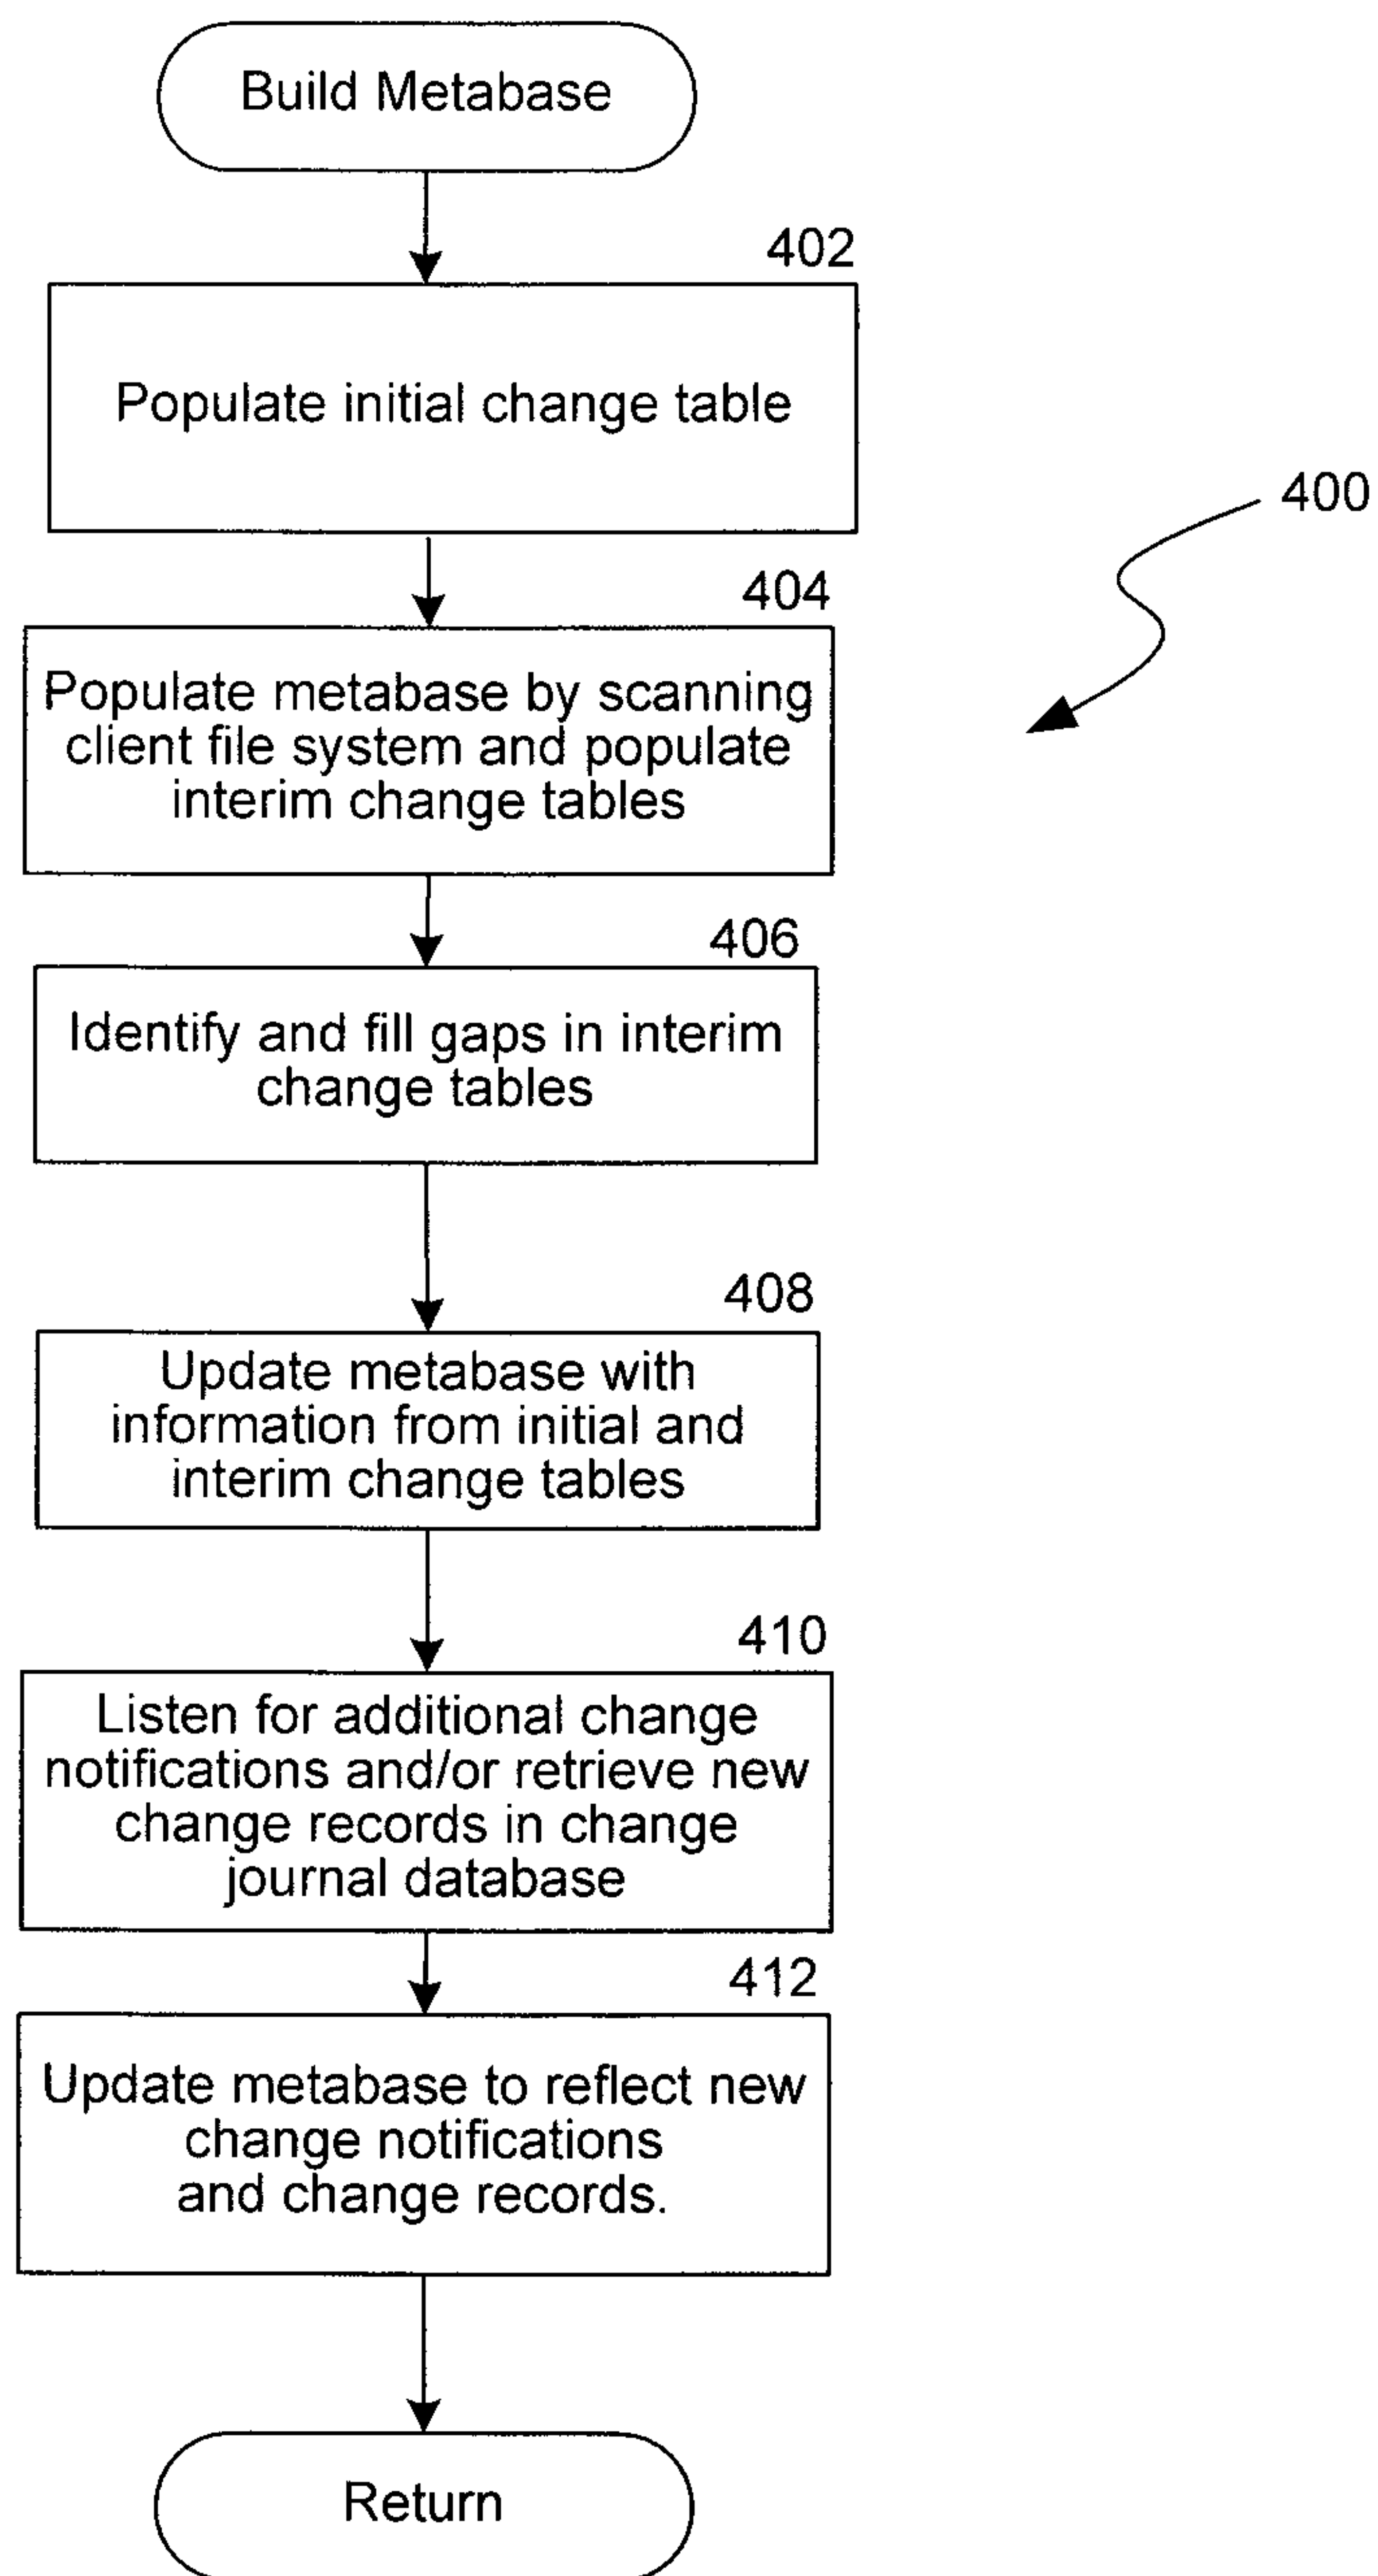 Build Metabase
402
Populate initial change table
400
404
Populate metabase by scanning
client file system and populate
interim change tables
406
Identify and fill gaps in interim
change tables
408
Update metabase with
information from initial and
interim change tables
410
Listen for additional change
notifications and/or retrieve new
change records in change
journal database
412
Update metabase to reflect new
change notifications
and change records.
Return